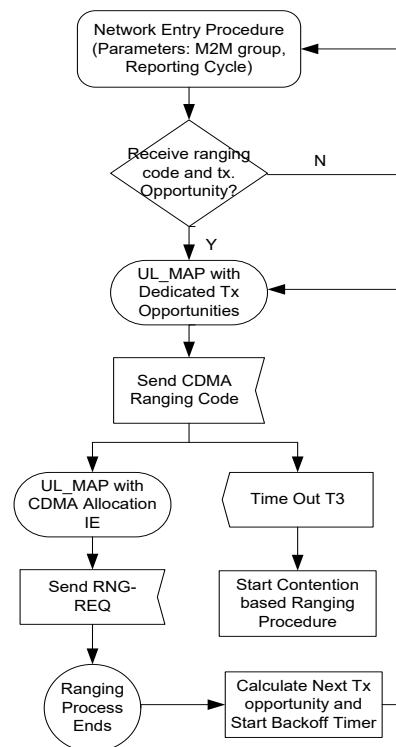 Network Entry Procedure
(Parameters: M2M group,
Reporting Cycle)
Receive ranging
code and tx.
Opportunity?
N
Y
UL_MAP with
Dedicated Tx
Opportunities
Send CDMA
Ranging Code
UL_MAP with
CDMA Allocation
IE
Time Out T3
Send RNG-
REQ
Start Contention
based Ranging
Procedure
Ranging
Process
Ends
Calculate Next Tx
opportunity and
Start Backoff Timer